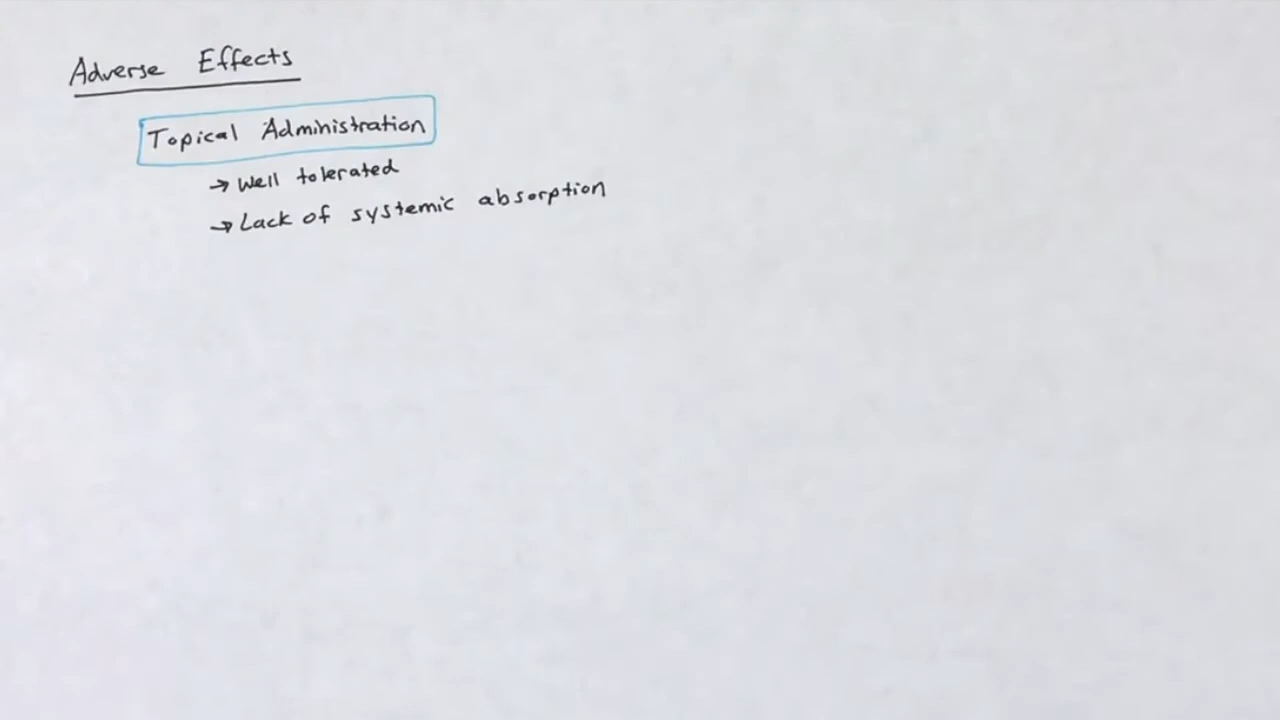 Adverse Effects
Topical Administration
→ Well tolerated
→ Lack of systemic absorption